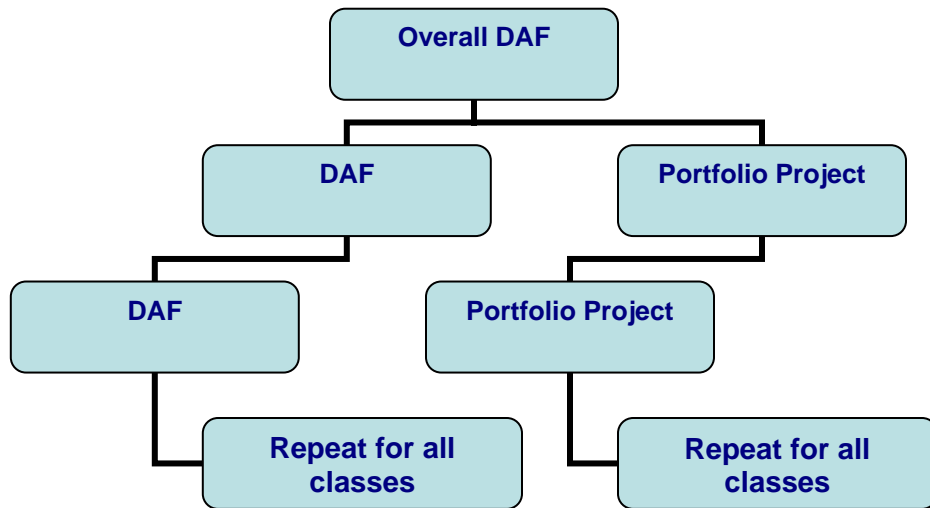 Overall DAF
DAF
Portfolio Project
DAF
Portfolio Project
Repeat for all
classes
Repeat for all
classes